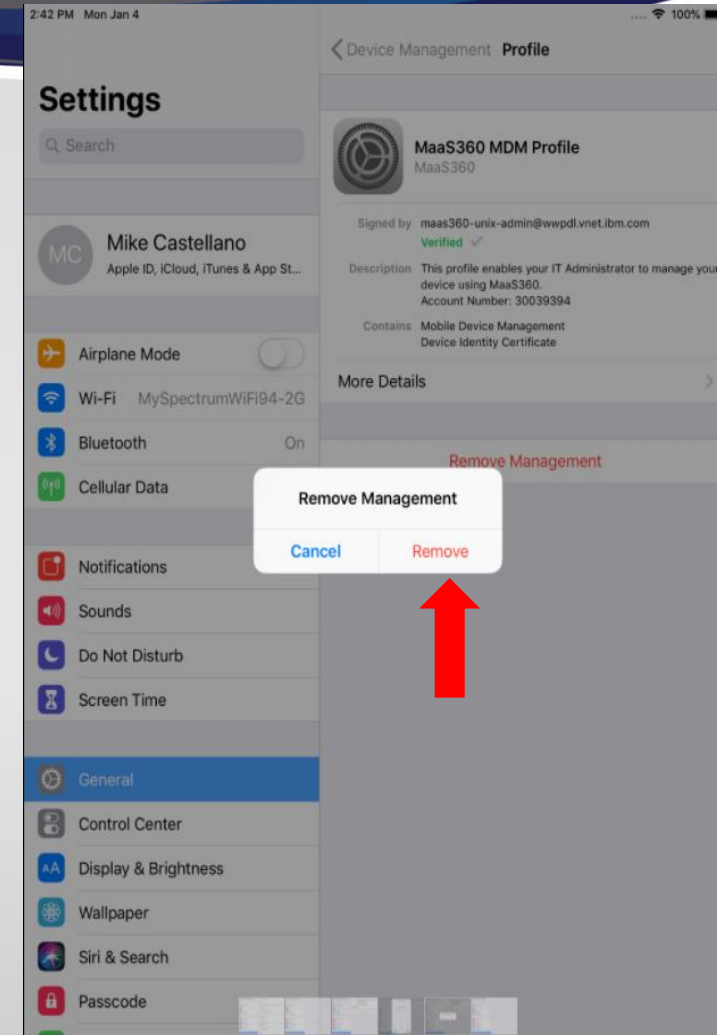 2:42 PM Mon Jan 4
100%
Settings
Search
MC
Mike Castellano
Apple ID, iCloud, iTunes & App St...
Airplane Mode
Wi-Fi MySpectrumWiFi94-2G
Bluetooth On
Cellular Data
Notifications
Sounds
Do Not Disturb
Screen Time
General
Control Center
AA Display & Brightness
Wallpaper
Siri & Search
Passcode
Device Management Profile
MaaS360 MDM Profile
MaaS360
Signed by maas360-unix-admin@wwpdl.vnet.ibm.com
Verified
Description This profile enables your IT Administrator to manage your
device using MaaS360.
Account Number: 30039394
Contains Mobile Device Management
Device Identity Certificate
More Details
Remove Management
Remove Management
Cancel Remove